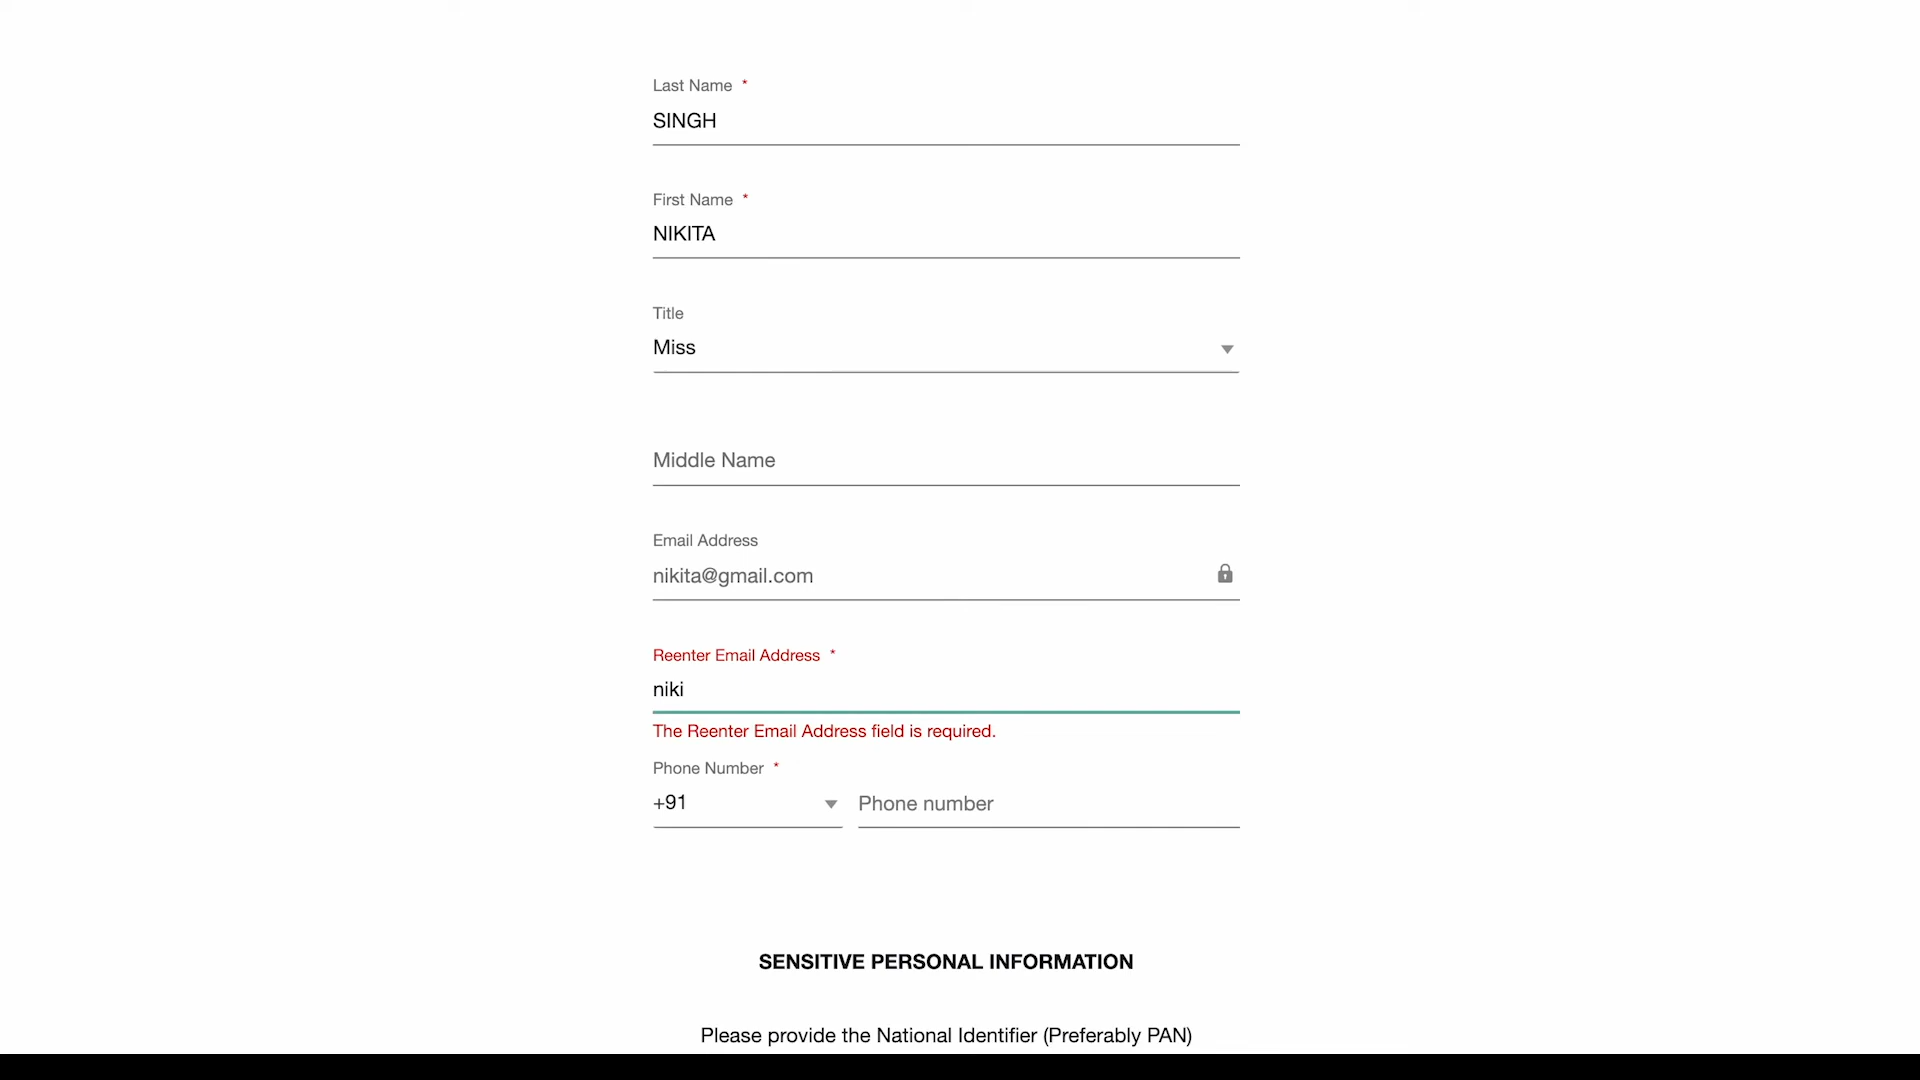 Last Name *
SINGH
First Name *
NIKITA
Title
Miss
Middle Name
Email Address
nikita@gmail.com
Reenter Email Address *
niki
The Reenter Email Address field is required.
Phone Number *
+91 Phone number
SENSITIVE PERSONAL INFORMATION
Please provide the National Identifier (Preferably PAN)